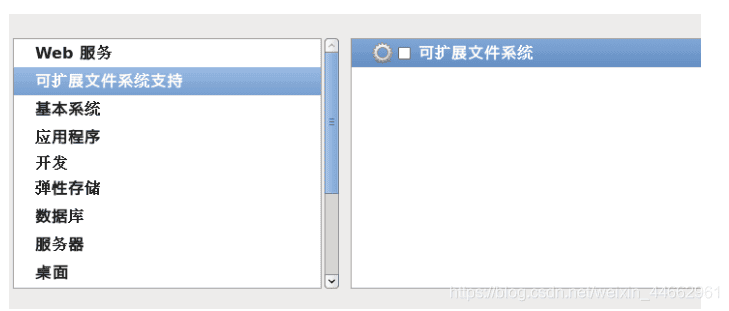 Web 服务
可扩展文件系统支持
基本系统
应用程序
开发
弹性存储
数据库
服务器
桌面
可扩展文件系统
https://blog.csdn.net/weixin_44662961